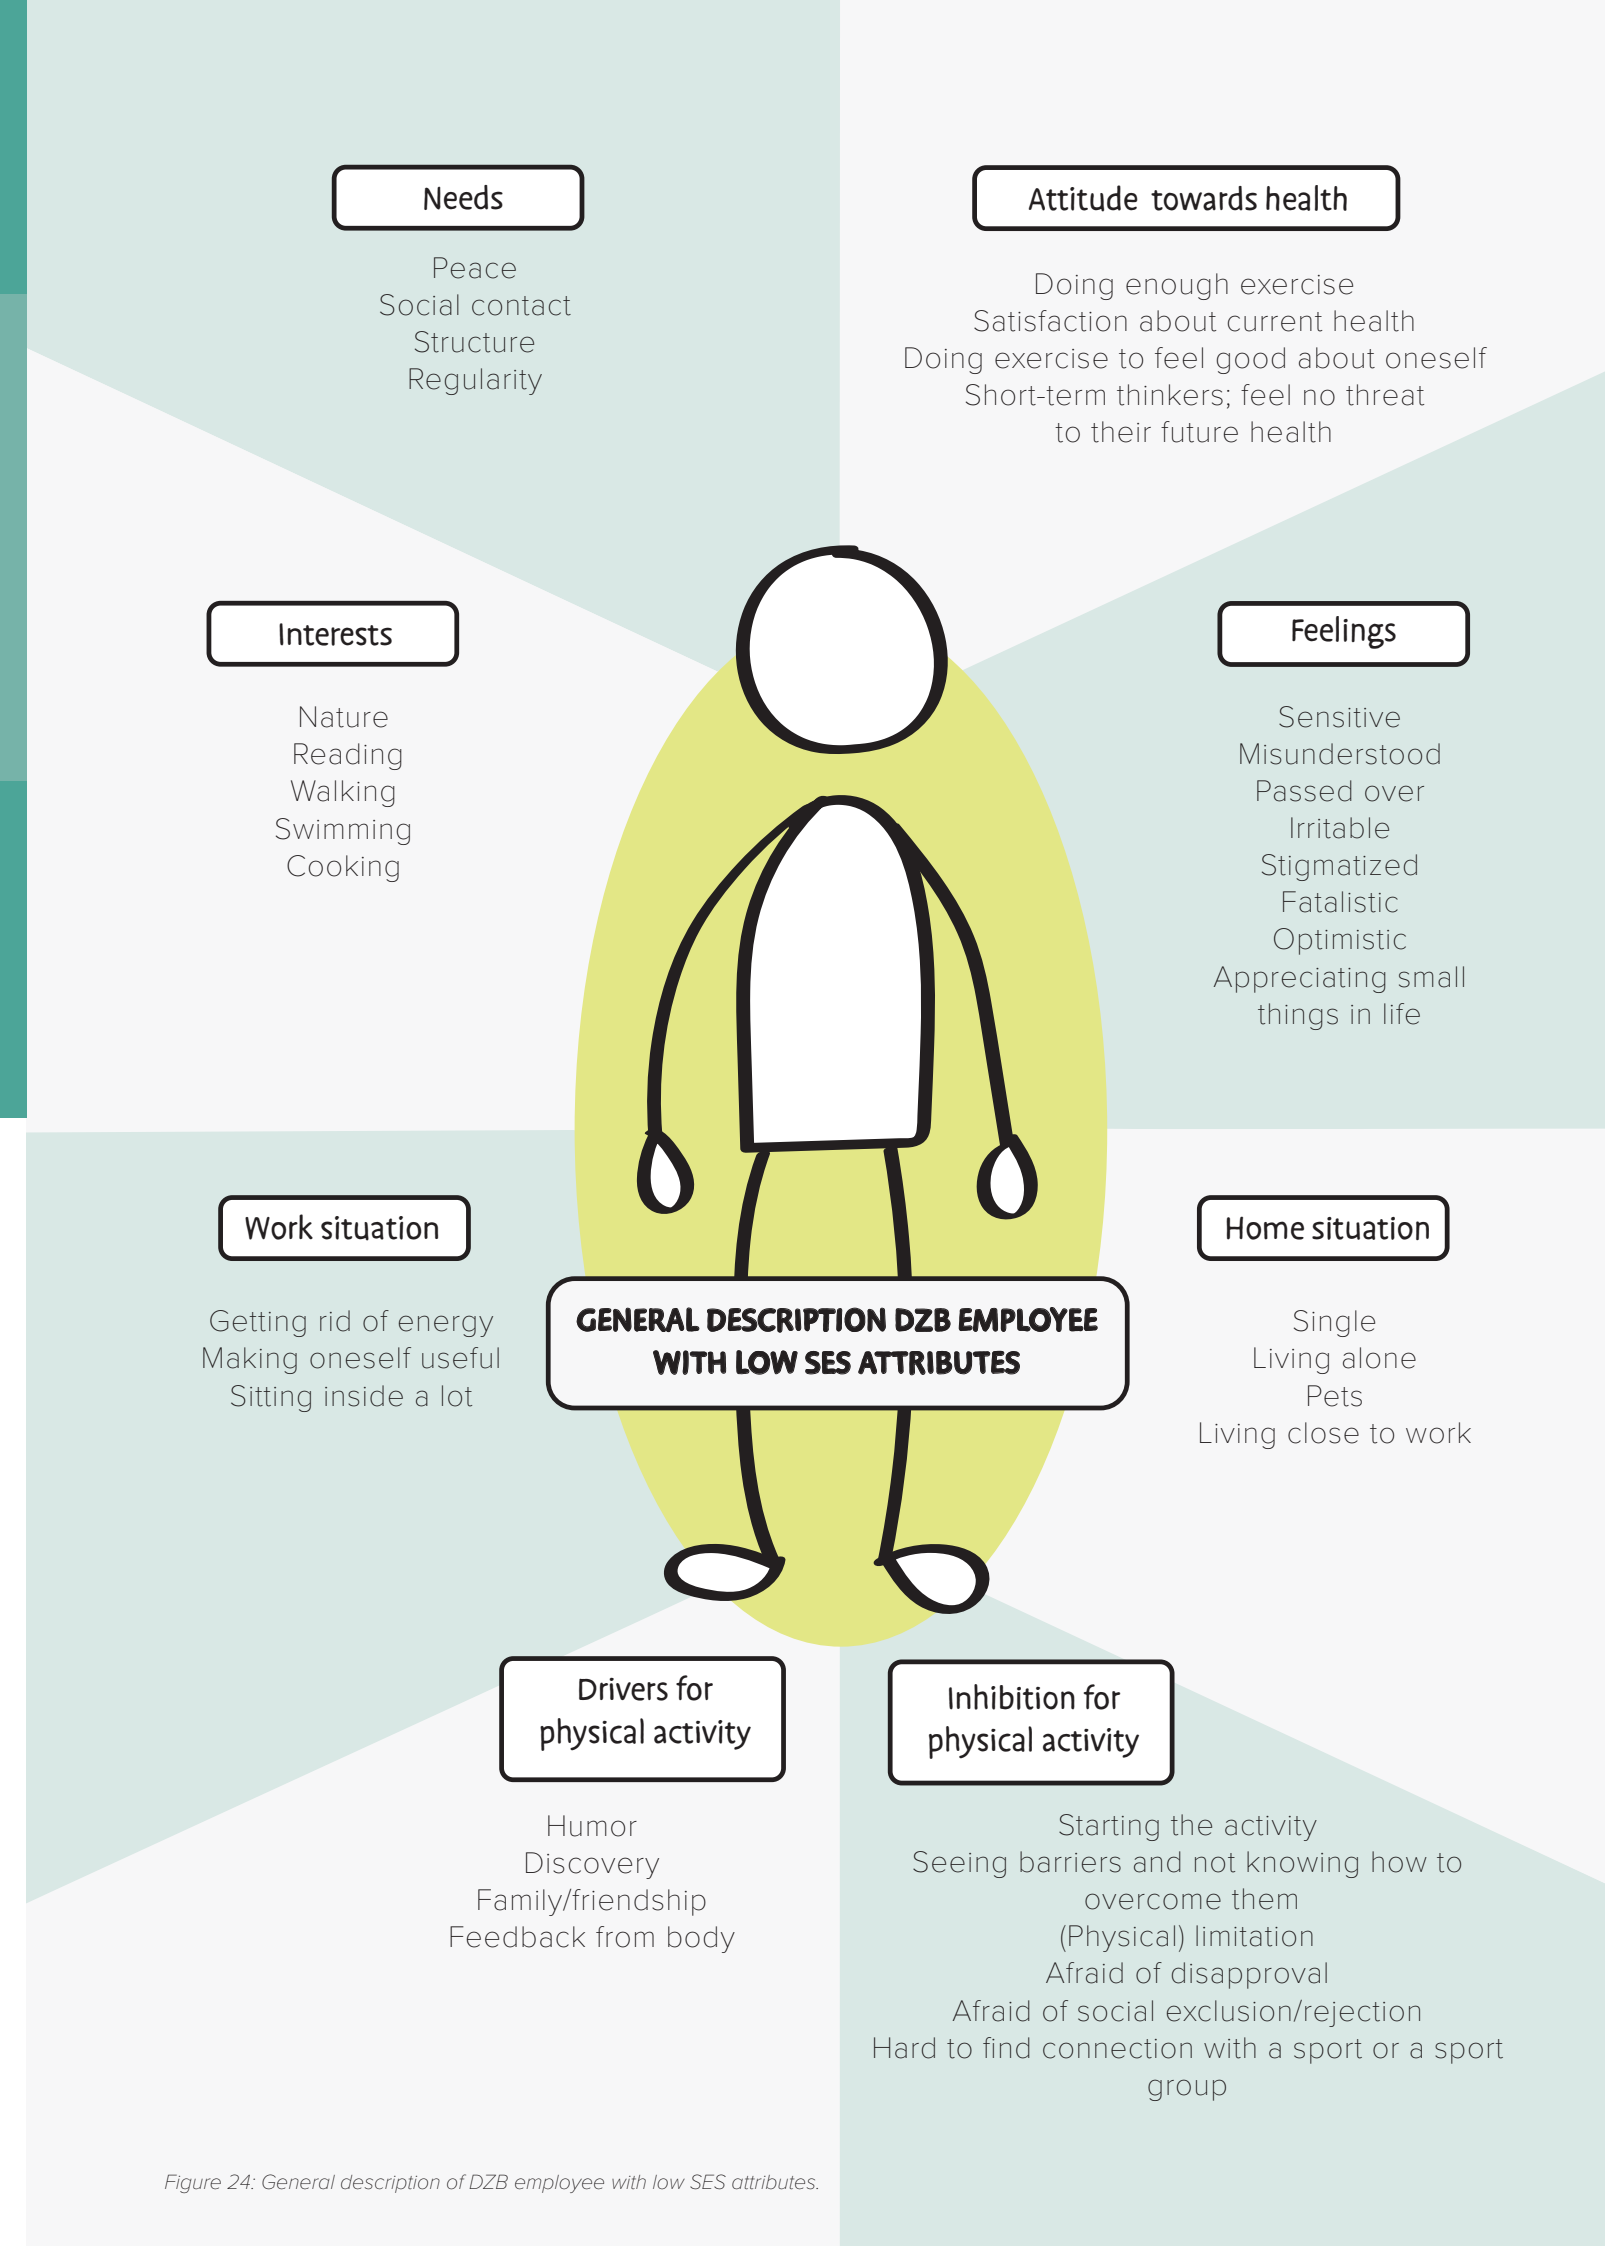 Needs
Peace
Social contact
Structure
Regularity
Attitude towards health
Doing enough exercise
Satisfaction about current health
Doing exercise to feel good about oneself
Short-term thinkers; feel no threat
to their future health
Interests
Nature
Reading
Walking
Swimming
Cooking
Feelings
Sensitive
Misunderstood
Passed over
Irritable
Stigmatized
Fatalistic
Optimistic
Appreciating small
things in life
Work situation
Getting rid of energy
Making oneself useful
Sitting inside a lot
GENERAL DESCRIPTION DZB EMPLOYEE
WITH LOW SES ATTRIBUTES
Home situation
Single
Living alone
Pets
Living close to work
Drivers for
physical activity
Humor
Discovery
Family/friendship
Feedback from body
Inhibition for
physical activity
Starting the activity
Seeing barriers and not knowing how to
overcome them
(Physical) limitation
Afraid of disapproval
Afraid of social exclusion/rejection
Hard to find connection with a sport or a sport
group
Figure 24: General description of DZB employee with low SES attributes.